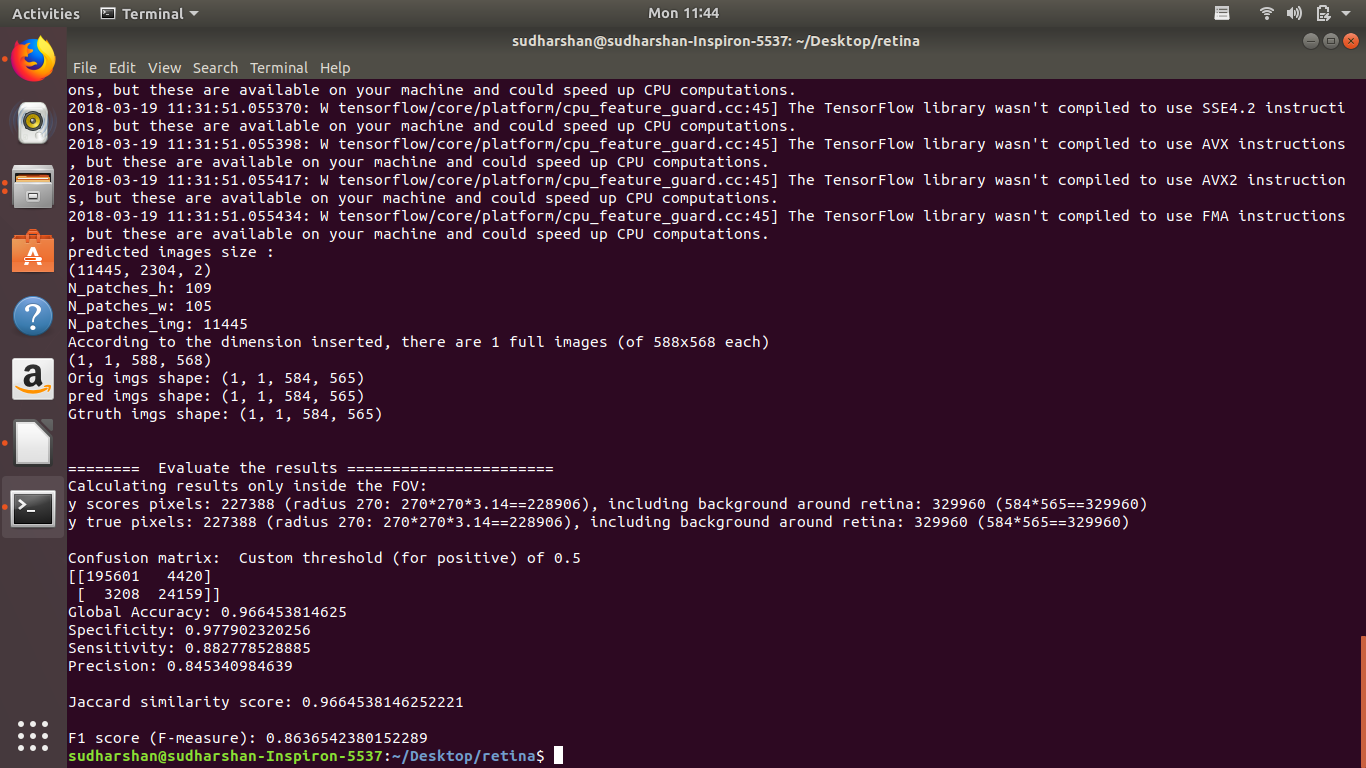 Activities Terminal Mon 11:44
sudharshan@sudharshan-Inspiron-5537: ~/Desktop/retina
File Edit View Search Terminal Help
ons, but these are available on your machine and could speed up CPU computations.
2018-03-19 11:31:51.055370: W tensorflow/core/platform/cpu_feature_guard.cc:45] The TensorFlow library wasn't compiled to use SSE4.2 instructi
ons, but these are available on your machine and could speed up CPU computations.
2018-03-19 11:31:51.055398: W tensorflow/core/platform/cpu_feature_guard.cc:45] The TensorFlow library wasn't compiled to use AVX instructions
, but these are available on your machine and could speed up CPU computations.
2018-03-19 11:31:51.055417: W tensorflow/core/platform/cpu_feature_guard.cc:45] The TensorFlow library wasn't compiled to use AVX2 instruction
s, but these are available on your machine and could speed up CPU computations.
2018-03-19 11:31:51.055434: W tensorflow/core/platform/cpu_feature_guard.cc:45] The TensorFlow library wasn't compiled to use FMA instructions
, but these are available on your machine and could speed up CPU computations.
predicted images size :
(11445, 2304, 2)
N_patches_h: 109
N_patches_w: 105
N_patches_img: 11445
According to the dimension inserted, there are 1 full images (of 588x568 each)
(1, 1, 588, 568)
Orig imgs shape: (1, 1, 584, 565)
pred imgs shape: (1, 1, 584, 565)
Gtruth imgs shape: (1, 1, 584, 565)
======== Evaluate the results =======================
Calculating results only inside the FOV:
y scores pixels: 227388 (radius 270: 270*270*3.14==228906), including background around retina: 329960 (584*565==329960)
y true pixels: 227388 (radius 270: 270*270*3.14==228906), including background around retina: 329960 (584*565==329960)
Confusion matrix:  Custom threshold (for positive) of 0.5
[[195601   4420]
 [  3208  24159]]
Global Accuracy: 0.966453814625
Specificity: 0.977902320256
Sensitivity: 0.882778528885
Precision: 0.845340984639
Jaccard similarity score: 0.9664538146252221
F1 score (F-measure): 0.8636542380152289
sudharshan@sudharshan-Inspiron-5537:~/Desktop/retina$